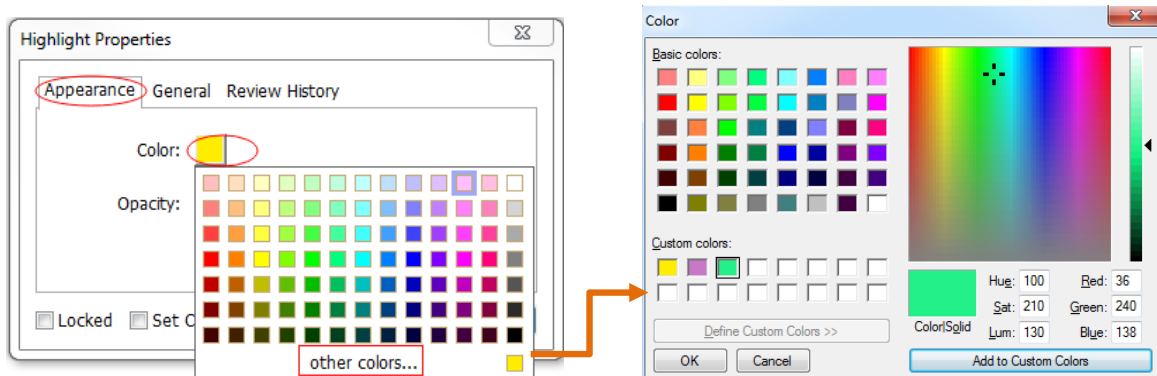 Highlight Properties
Appearance General Review History
Color:
Opacity:
Locked Set C
other colors...
Color
Basic colors:
Custom colors:
Define Custom Colors >>
OK Cancel
Color|Solid
Hue: 100 Red: 36
Sat: 210 Green: 240
Lum: 130 Blue: 138
Add to Custom Colors